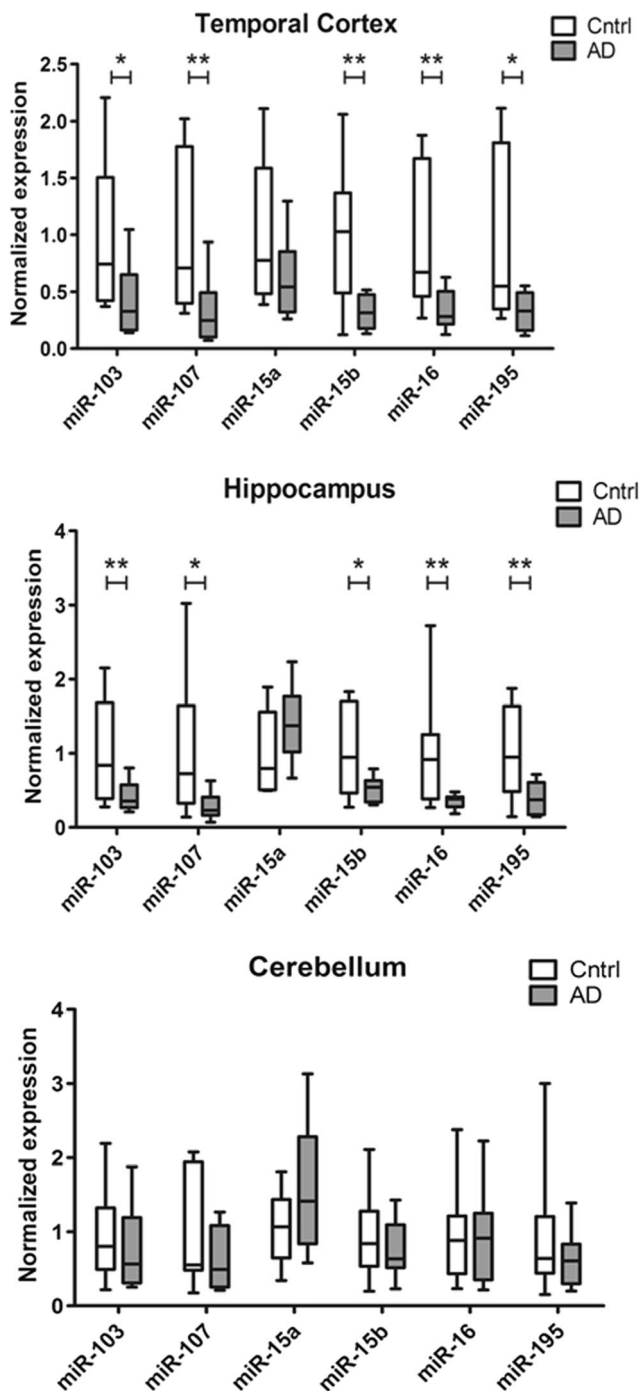 Temporal Cortex
Cntrl
AD
Normalized expression
2.5
2.0
1.5
1.0
0.5
0.0
* ** ** ** *
miR-103 miR-107 miR-15a miR-15b miR-16 miR-195
Hippocampus
Cntrl
AD
Normalized expression
4
3
2
1
0
** * * ** **
miR-103 miR-107 miR-15a miR-15b miR-16 miR-195
Cerebellum
Cntrl
AD
Normalized expression
4
3
2
1
0
miR-103 miR-107 miR-15a miR-15b miR-16 miR-195